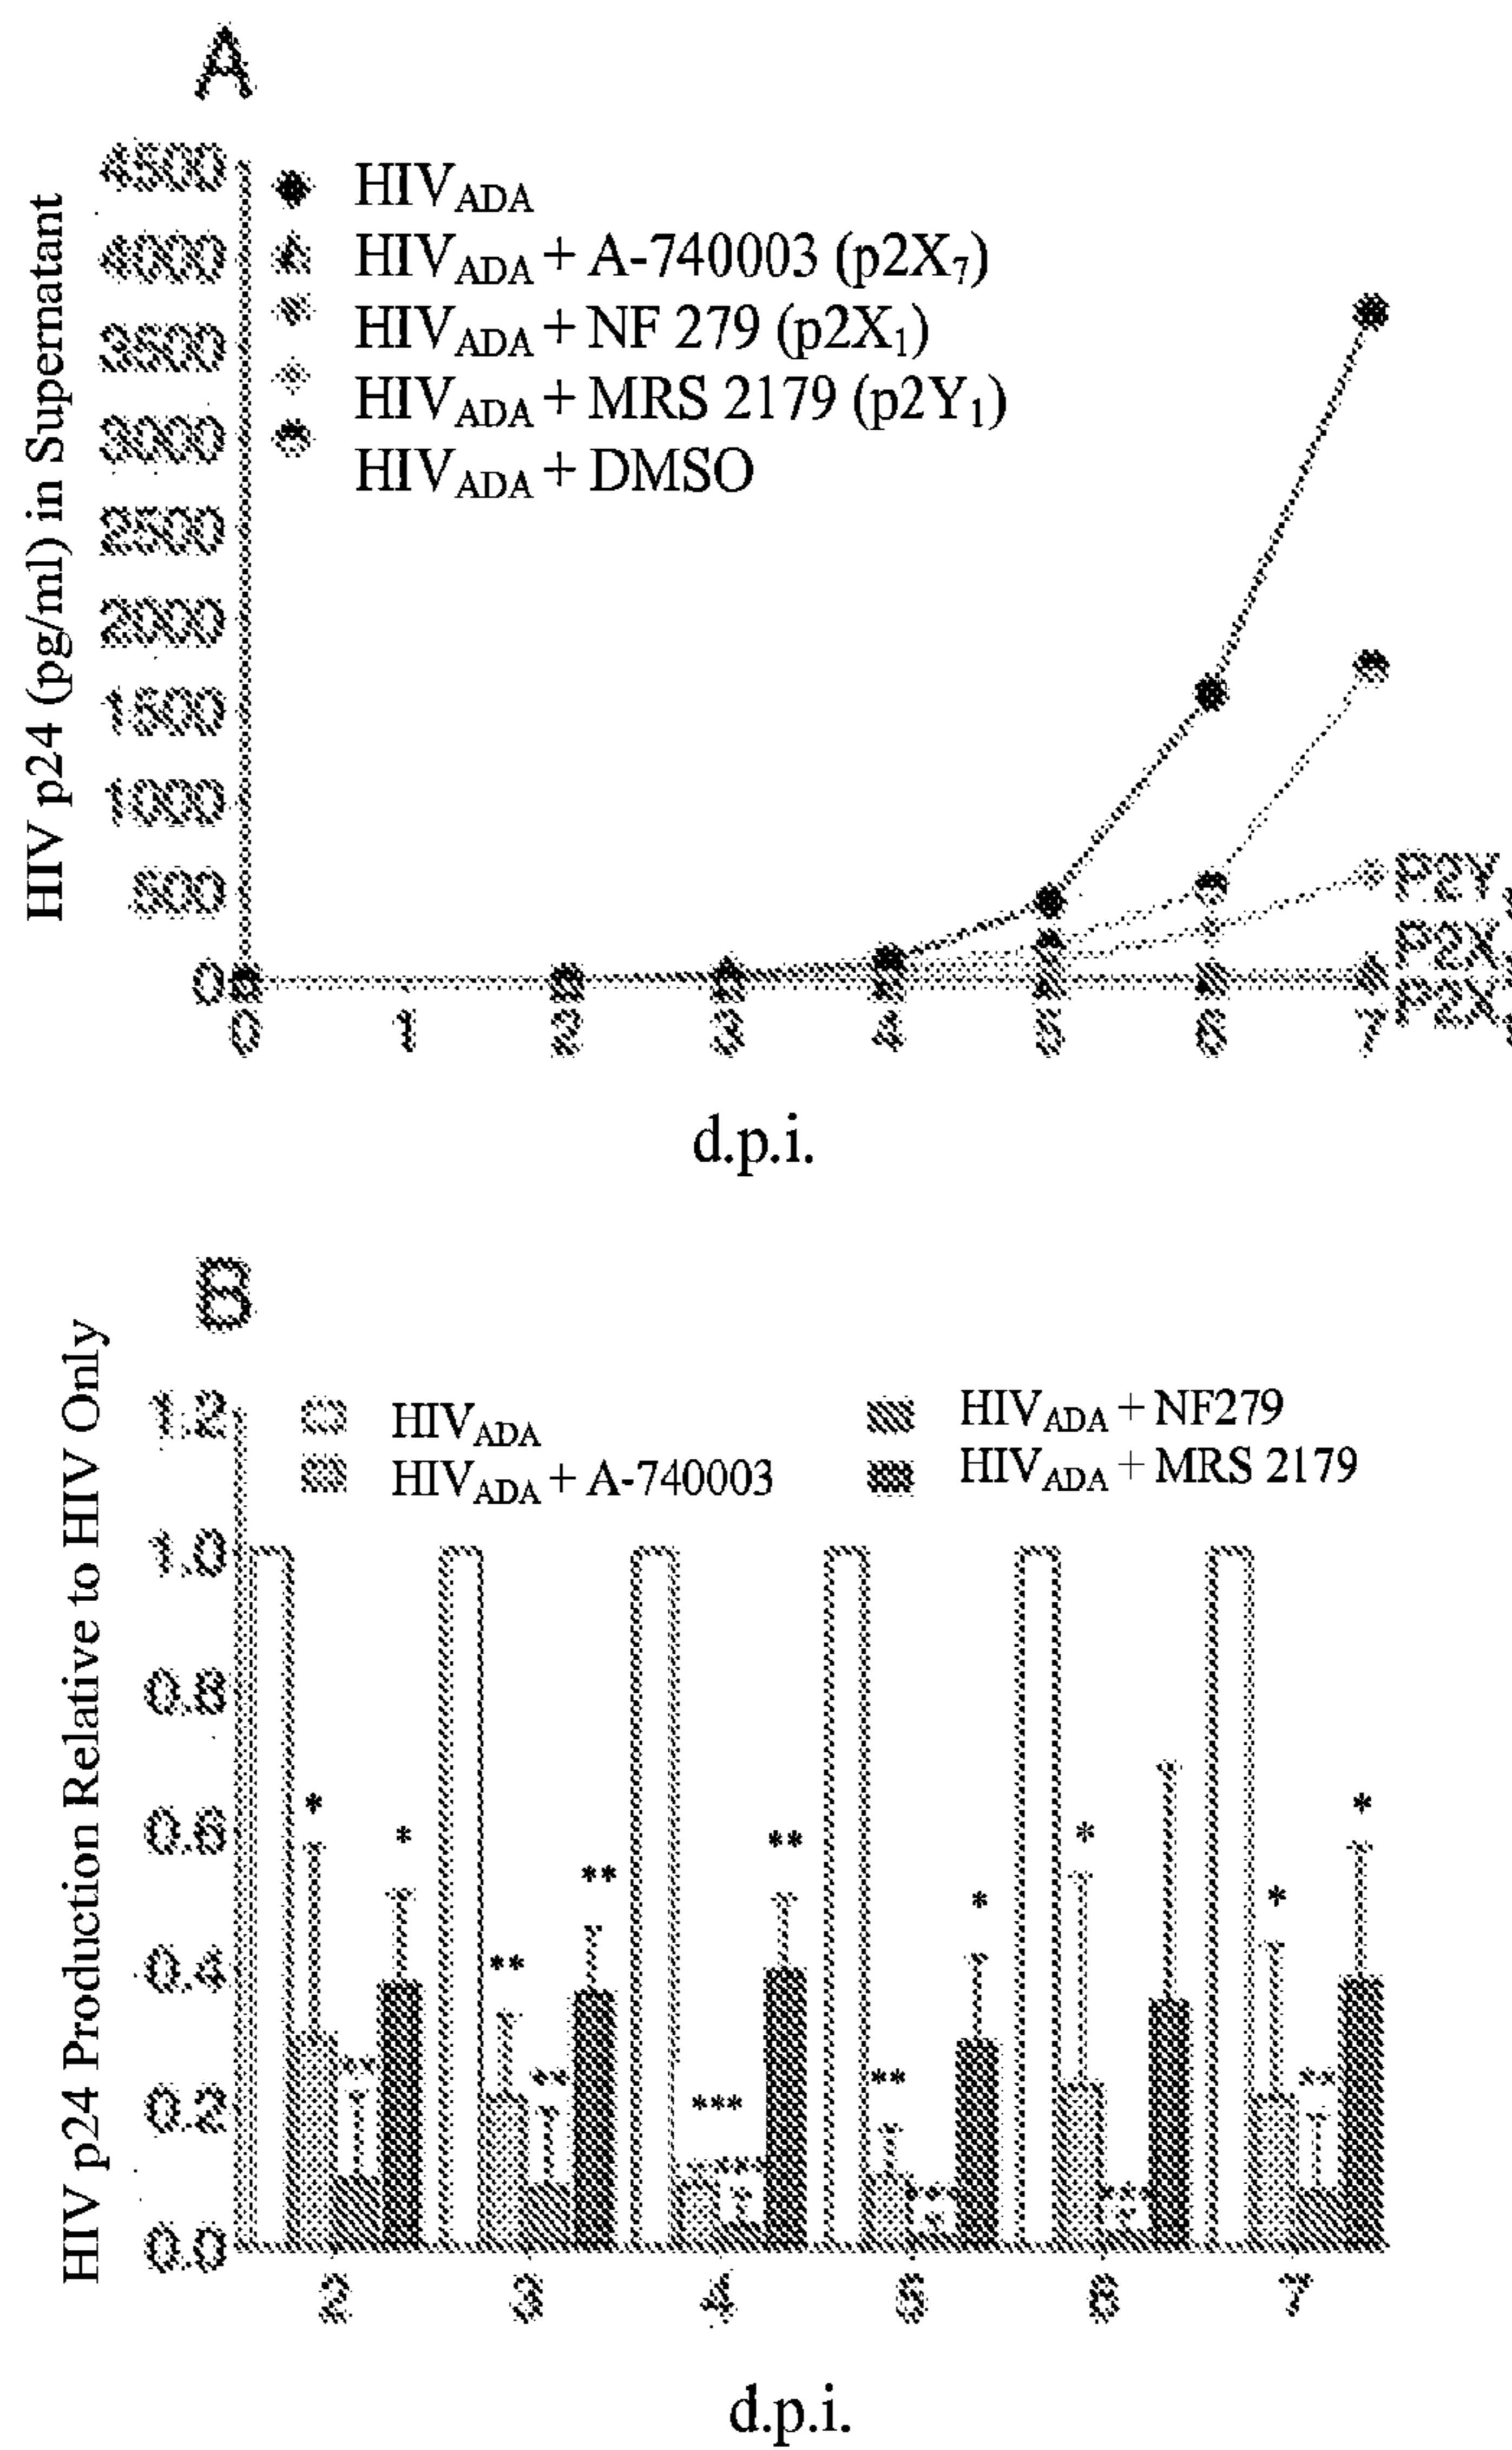 A
HIV p24 (pg/ml) in Supernatant
4500
4000
3500
3000
2500
2000
1500
1000
500
0
HIVADA
HIVADA + A-740003 (p2X7)
HIVADA + NF 279 (p2X1)
HIVADA + MRS 2179 (p2Y1)
HIVADA + DMSO
P2Y
P2X
P2X
0 1 2 3 4 5 6 7
d.p.i.
B
HIV p24 Production Relative to HIV Only
1.2
1.0
0.8
0.6
0.4
0.2
0.0
HIVADA
HIVADA + A-740003
HIVADA + NF279
HIVADA + MRS 2179
* * ** ** *** ** ** * * * *
2 3 4 5 6 7
d.p.i.